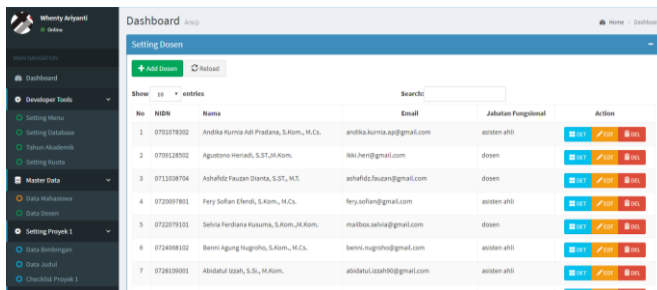 Whenty Ariyanti
Online
MAIN NAVIGATION
Dashboard
Developer Tools
Setting Menu
Setting Database
Tahun Akademik
Setting Kuota
Master Data
Data Mahasiswa
Data Dosen
Setting Proyek 1
Data Bimbingan
Data Judul
Checklist Proyek 1
Dashboard Arsip
Home > Dashboar
Setting Dosen
Add Dosen Reload
Show 10 entries Search:
No NIDN Nama Email Jabatan Fungsional Action
1 0701078302 Andika Kurnia Adi Pradana, S.Kom., M.Cs. andika.kurnia.ap@gmail.com asisten ahli DET EDT DEL
2 0709128502 Agustono Heriadi, S.ST.,M.Kom. ikki.heri@gmail.com dosen DET EDT DEL
3 0711038704 Ashafidz Fauzan Dianta, S.ST., M.T. ashafidz.fauzan@gmail.com dosen DET EDT DEL
4 0720097801 Fery Sofian Efendi, S.Kom., M.Cs. fery.sofian@gmail.com asisten ahli DET EDT DEL
5 0722079101 Selvia Ferdiana Kusuma, S.Kom.,M.Kom. mailbox.selvia@gmail.com dosen DET EDT DEL
6 0724068102 Benni Agung Nugroho, S.Kom., M.Cs. benni.nugroho@gmail.com asisten ahli DET EDT DEL
7 0728109001 Abidatul Izzah, S.Si., M.Kom. abidatul.izzah90@gmail.com asisten ahli DET EDT DEL